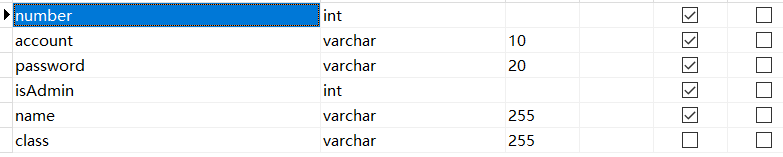 number int
account varchar 10
password varchar 20
isAdmin int
name varchar 255
class varchar 255